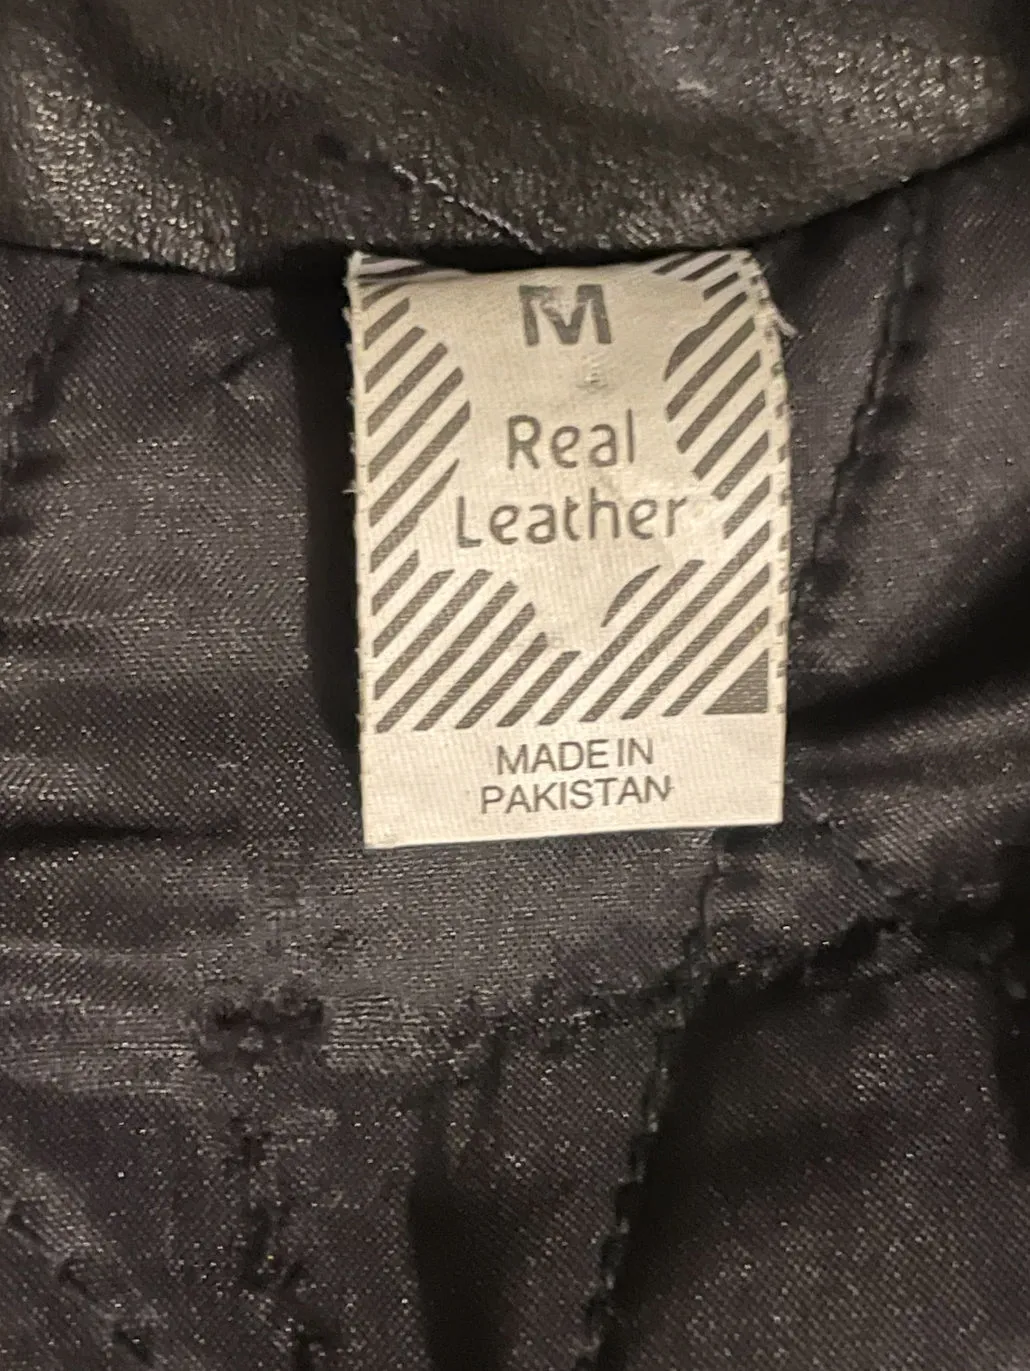 M
Real
Leather
MADE IN
PAKISTAN